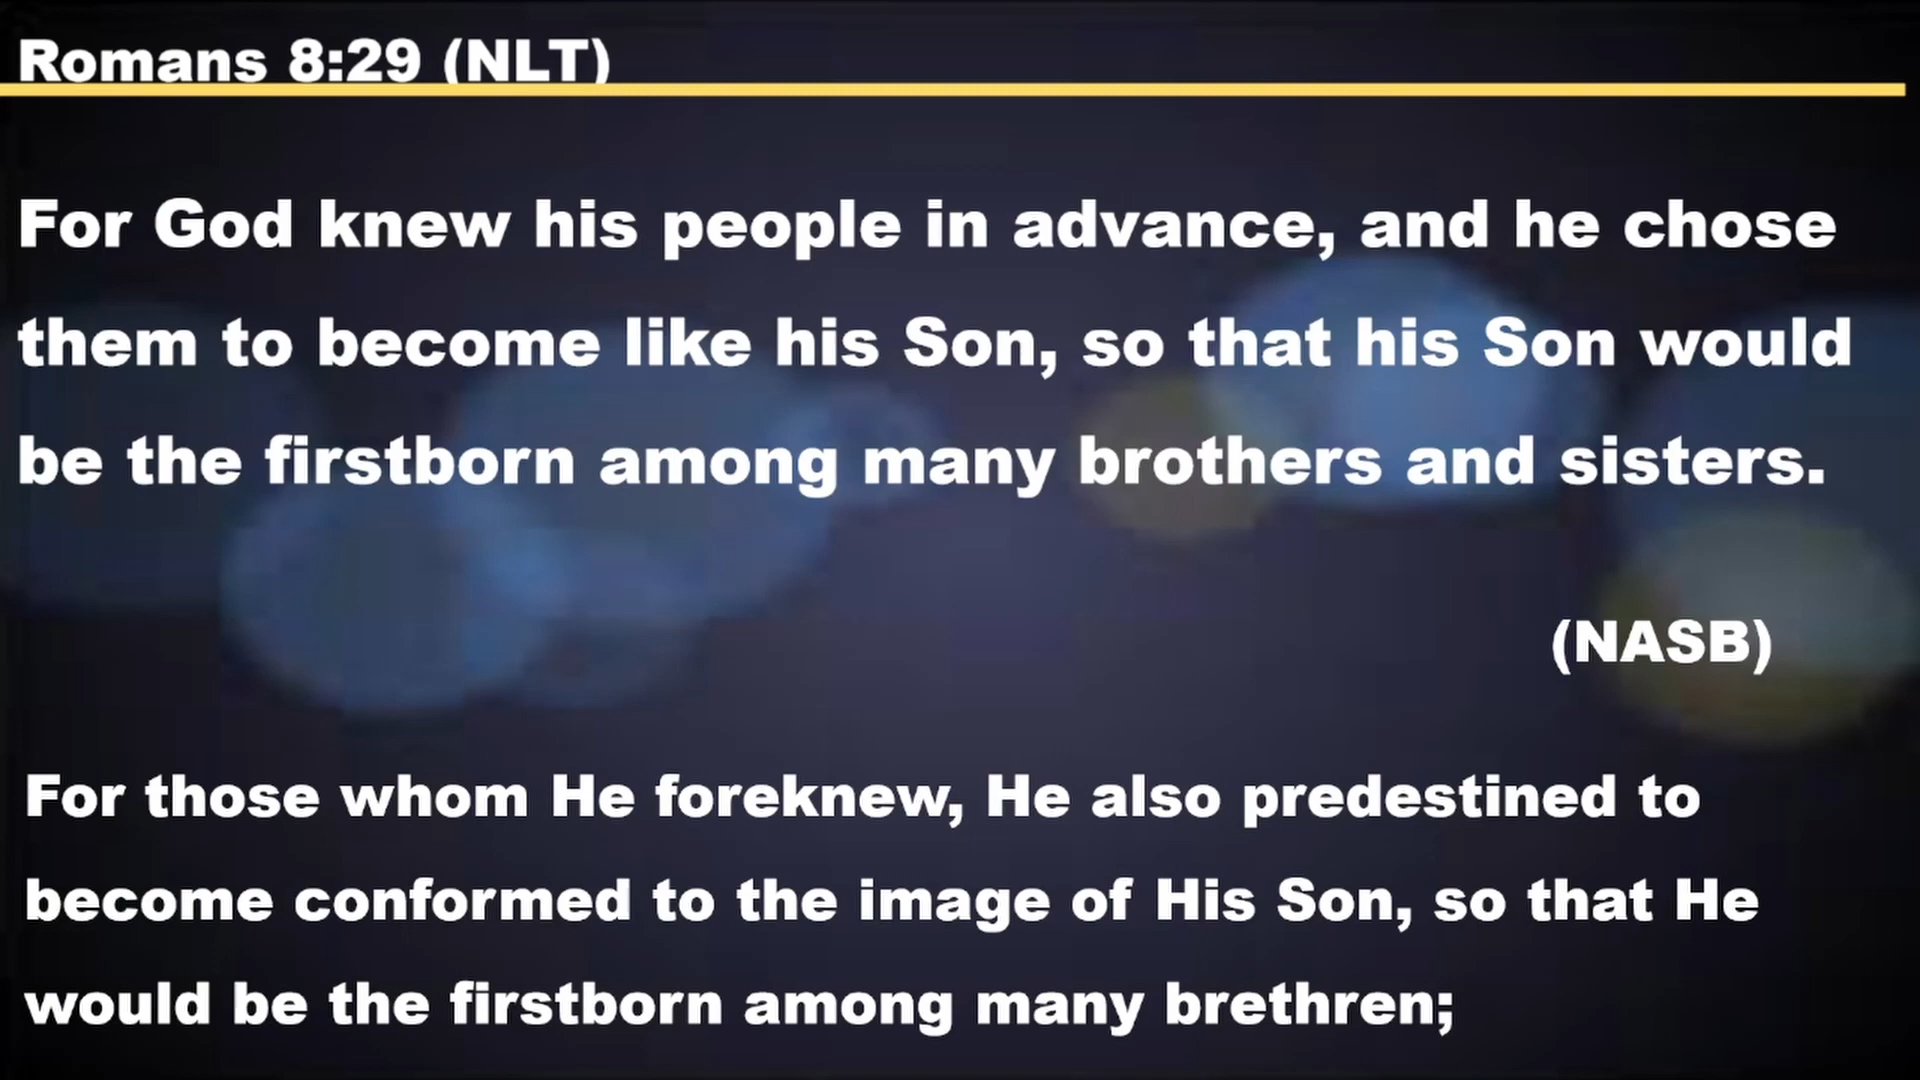 Romans 8:29 (NLT)
For God knew his people in advance, and he chose
them to become like his Son, so that his Son would
be the firstborn among many brothers and sisters.
(NASB)
For those whom He foreknew, He also predestined to
become conformed to the image of His Son, so that He
would be the firstborn among many brethren;